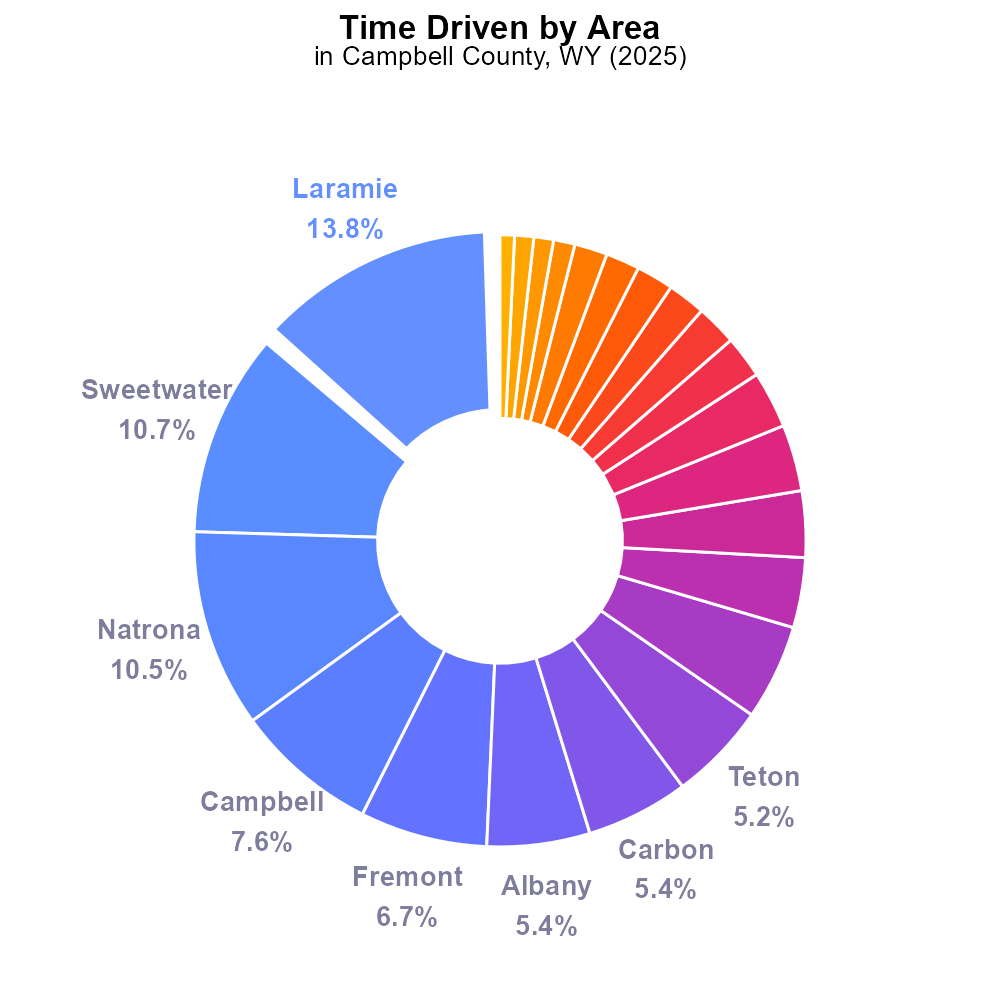 Time Driven by Area
in Campbell County, WY (2025)
Laramie
13.8%
Sweetwater
10.7%
Natrona
10.5%
Campbell
7.6%
Fremont
6.7%
Albany
5.4%
Carbon
5.4%
Teton
5.2%